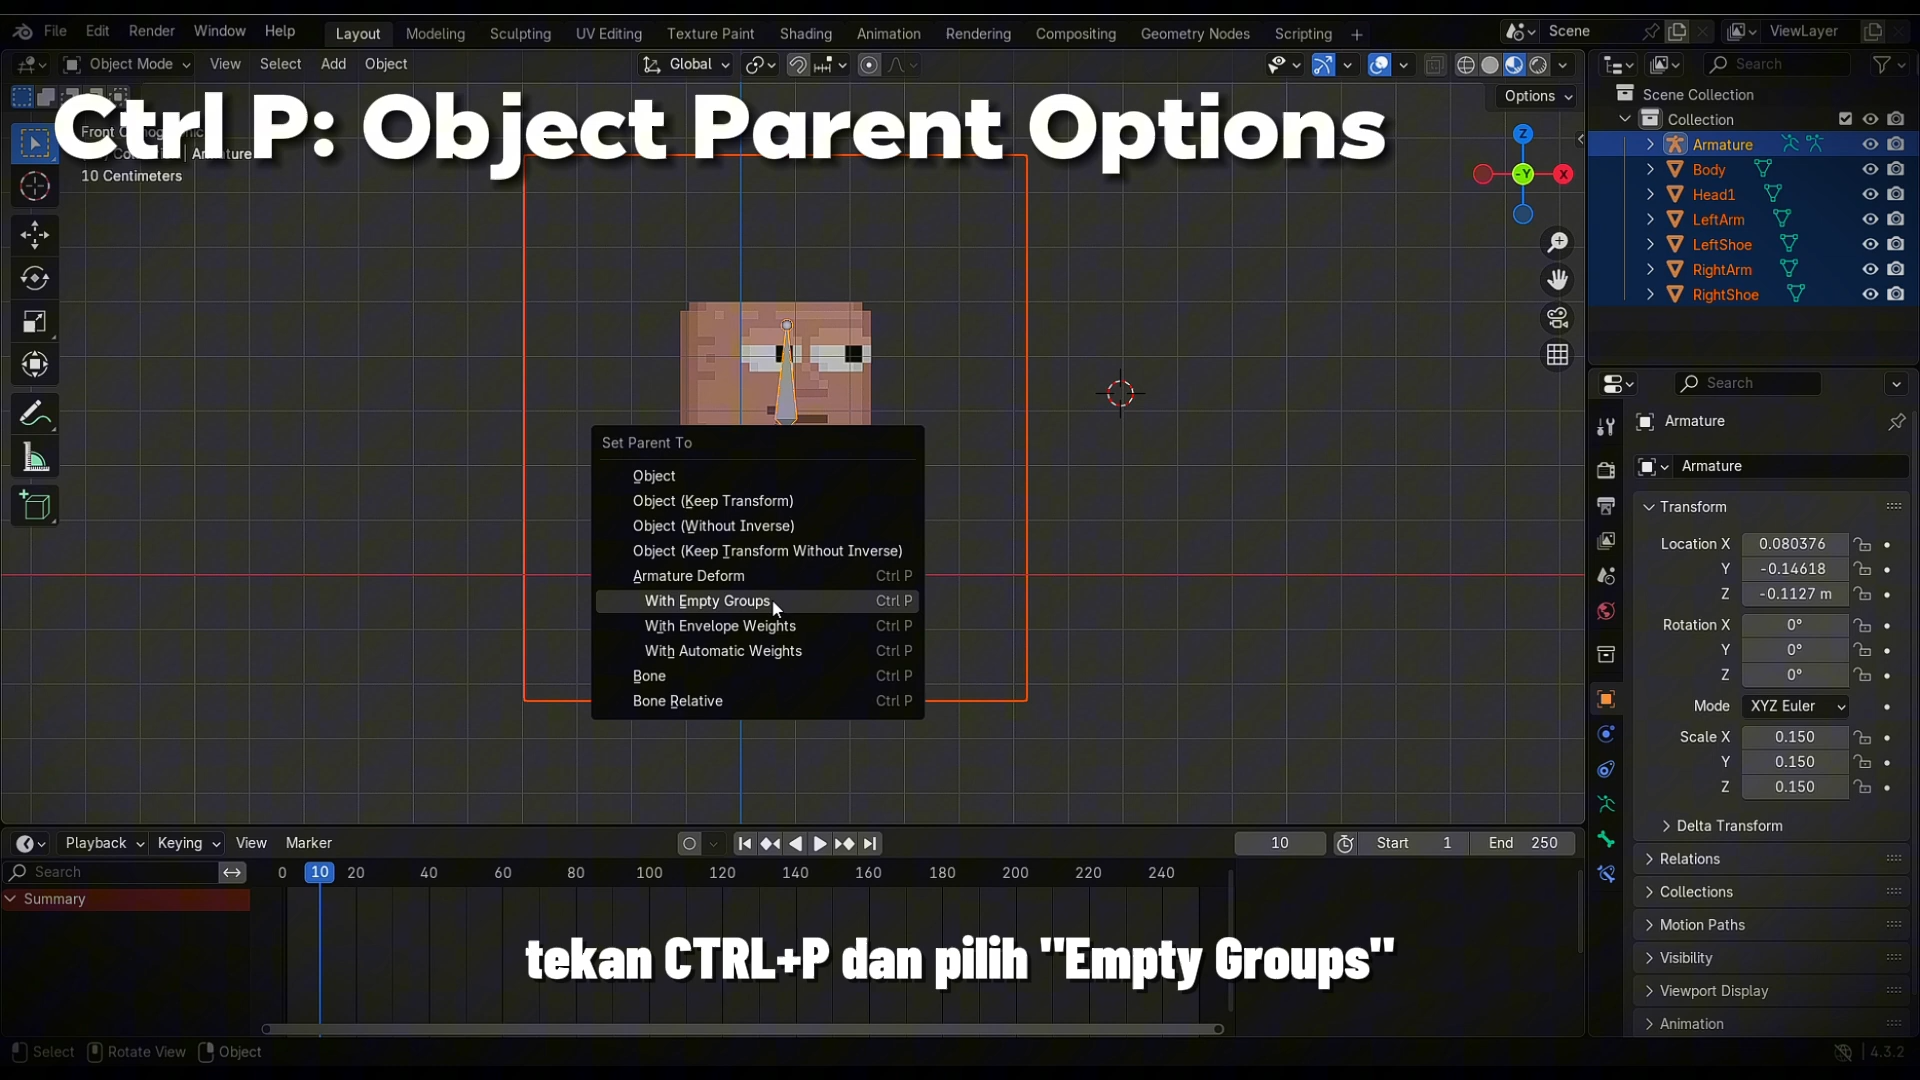 File Edit Render Window Help Layout Modeling Sculpting UV Editing Texture Paint Shading Animation Rendering Compositing Geometry Nodes Scripting + Scene ViewLayer
Object Mode View Select Add Object Global Search
Options
Ctrl P: Object Parent Options
Armature
10 Centimeters
Z
-Y
X
Scene Collection
Collection
Armature
Body
Head1
LeftArm
LeftShoe
RightArm
RightShoe
Set Parent To
Object
Object (Keep Transform)
Object (Without Inverse)
Object (Keep Transform Without Inverse)
Armature Deform Ctrl P
With Empty Groups Ctrl P
With Envelope Weights Ctrl P
With Automatic Weights Ctrl P
Bone Ctrl P
Bone Relative Ctrl P
Search
Armature
Armature
Transform
Location X 0.080376
Y -0.14618
Z -0.1127 m
Rotation X 0°
Y 0°
Z 0°
Mode XYZ Euler
Scale X 0.150
Y 0.150
Z 0.150
Delta Transform
Relations
Collections
Motion Paths
Visibility
Viewport Display
Animation
Playback Keying View Marker 10 Start 1 End 250
Search 0 10 20 40 60 80 100 120 140 160 180 200 220 240
Summary
tekan CTRL+P dan pilih "Empty Groups"
Select Rotate View Object 4.3.2